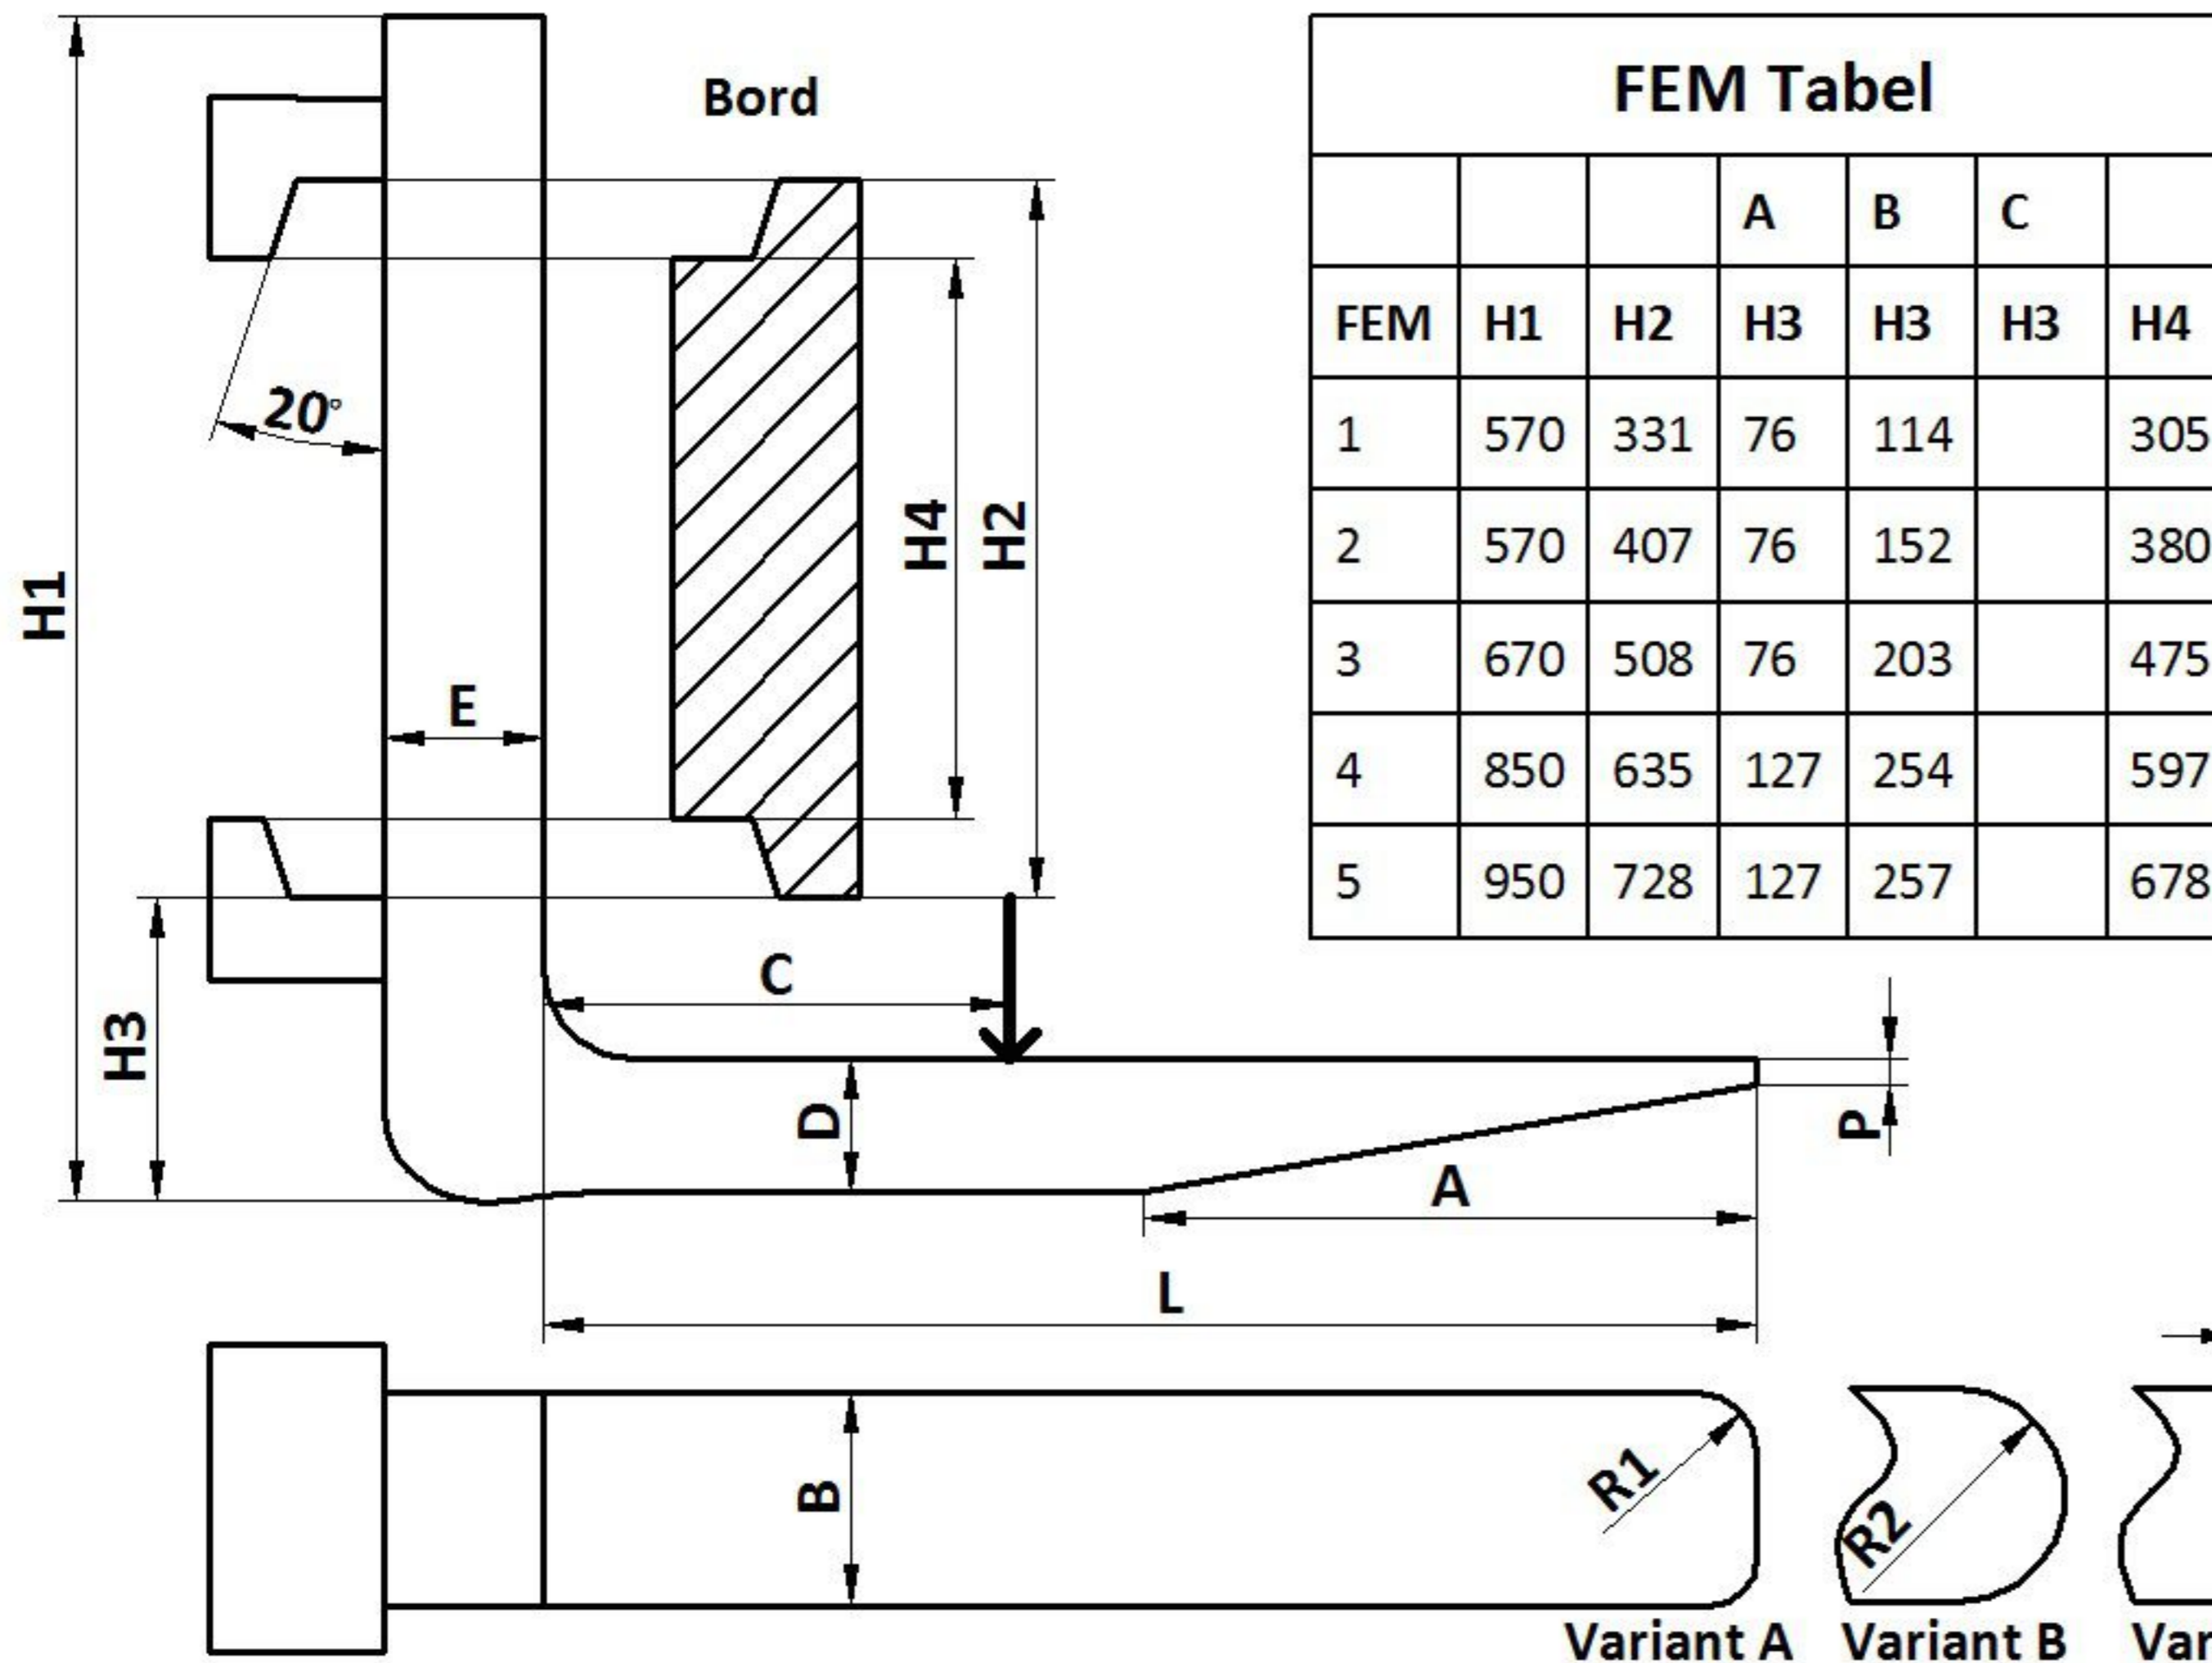 Bord
20°
H1
H4
H2
E
C
H3
D
P
A
L
B
R1
R2
Variant A
Variant B
Var
FEM Tabel
A B C
FEM H1 H2 H3 H3 H3 H4
1 570 331 76 114 305
2 570 407 76 152 380
3 670 508 76 203 475
4 850 635 127 254 597
5 950 728 127 257 678